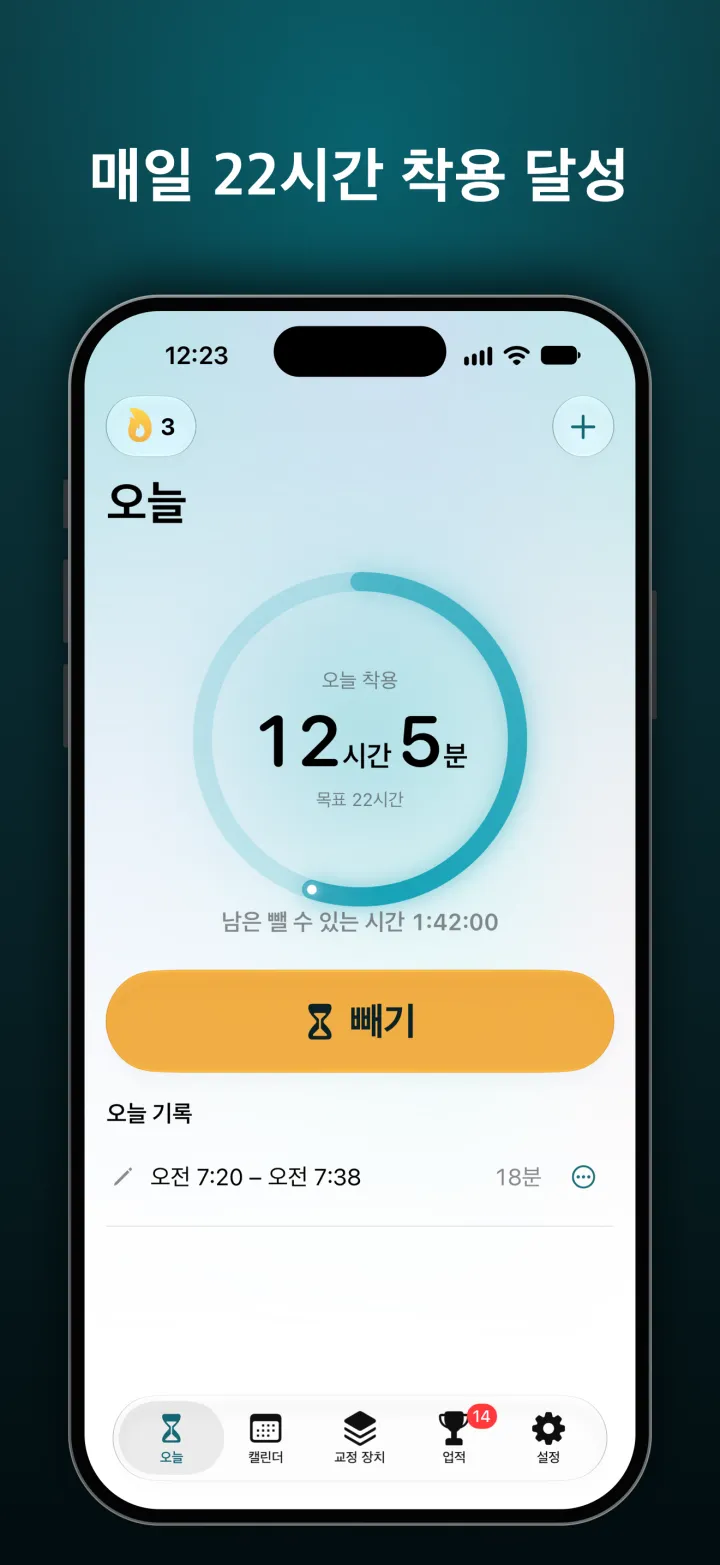 매일 22시간 착용 달성
12:23
3
오늘
오늘 착용
12시간 5분
목표 22시간
남은 뺄 수 있는 시간 1:42:00
빼기
오늘 기록
오전 7:20 – 오전 7:38 18분
14
오늘 캘린더 교정 장치 업적 설정